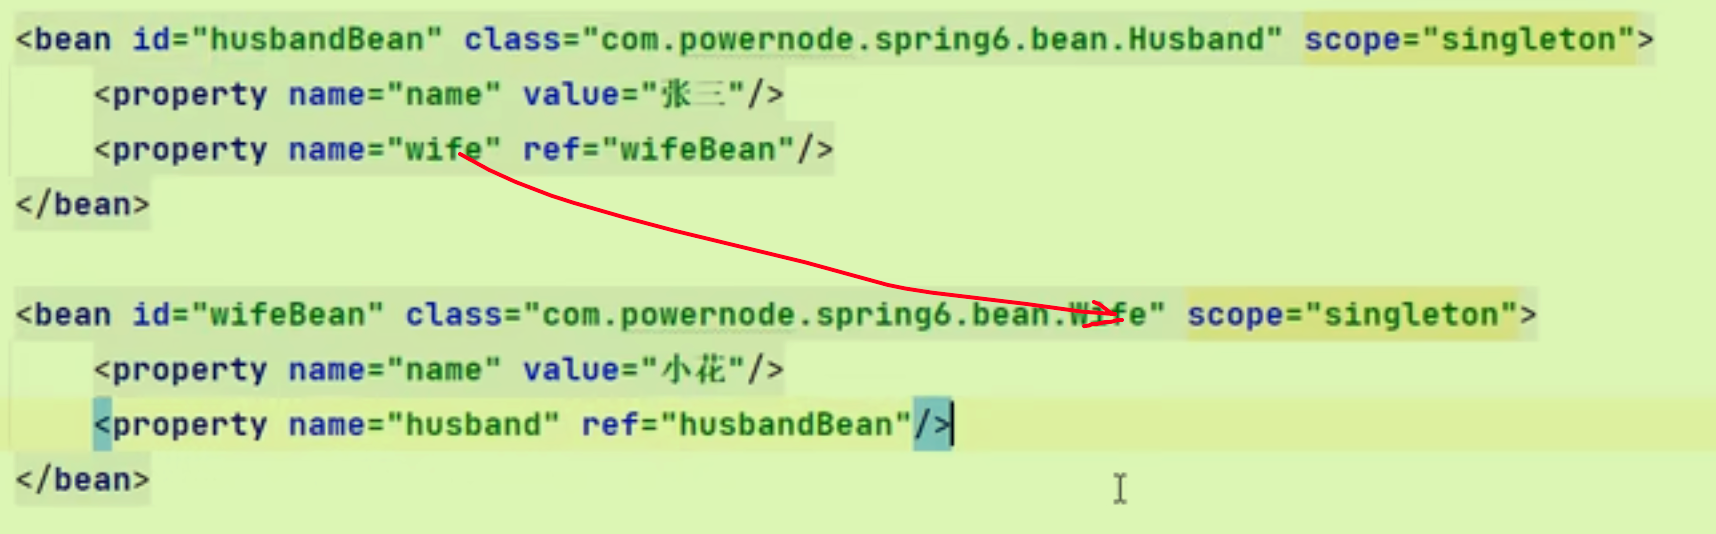 <bean id="husbandBean" class="com.powernode.spring6.bean.Husband" scope="singleton">
<property name="name" value="张三"/>
<property name="wife" ref="wifeBean"/>
</bean>
<bean id="wifeBean" class="com.powernode.spring6.bean.Wife" scope="singleton">
<property name="name" value="小花"/>
<property name="husband" ref="husbandBean"/>
</bean>